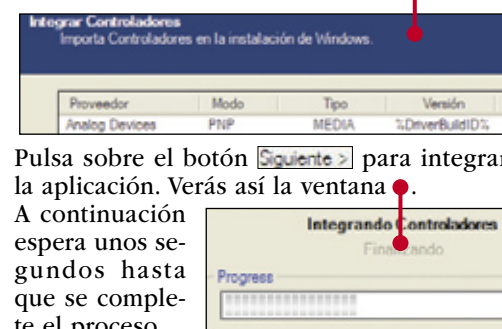 Integrar Controladores
Importa Controladores en la instalación de Windows.
Proveedor Modo Tipo Versión
Analog Devices PNP MEDIA %DriverBuildID%
Pulsa sobre el botón Siguiente > para integrar
la aplicación. Verás así la ventana .
A continuación
espera unos se-
gundos hasta
que se comple-
te el proceso
Integrando Controladores
Finalizando
Progress